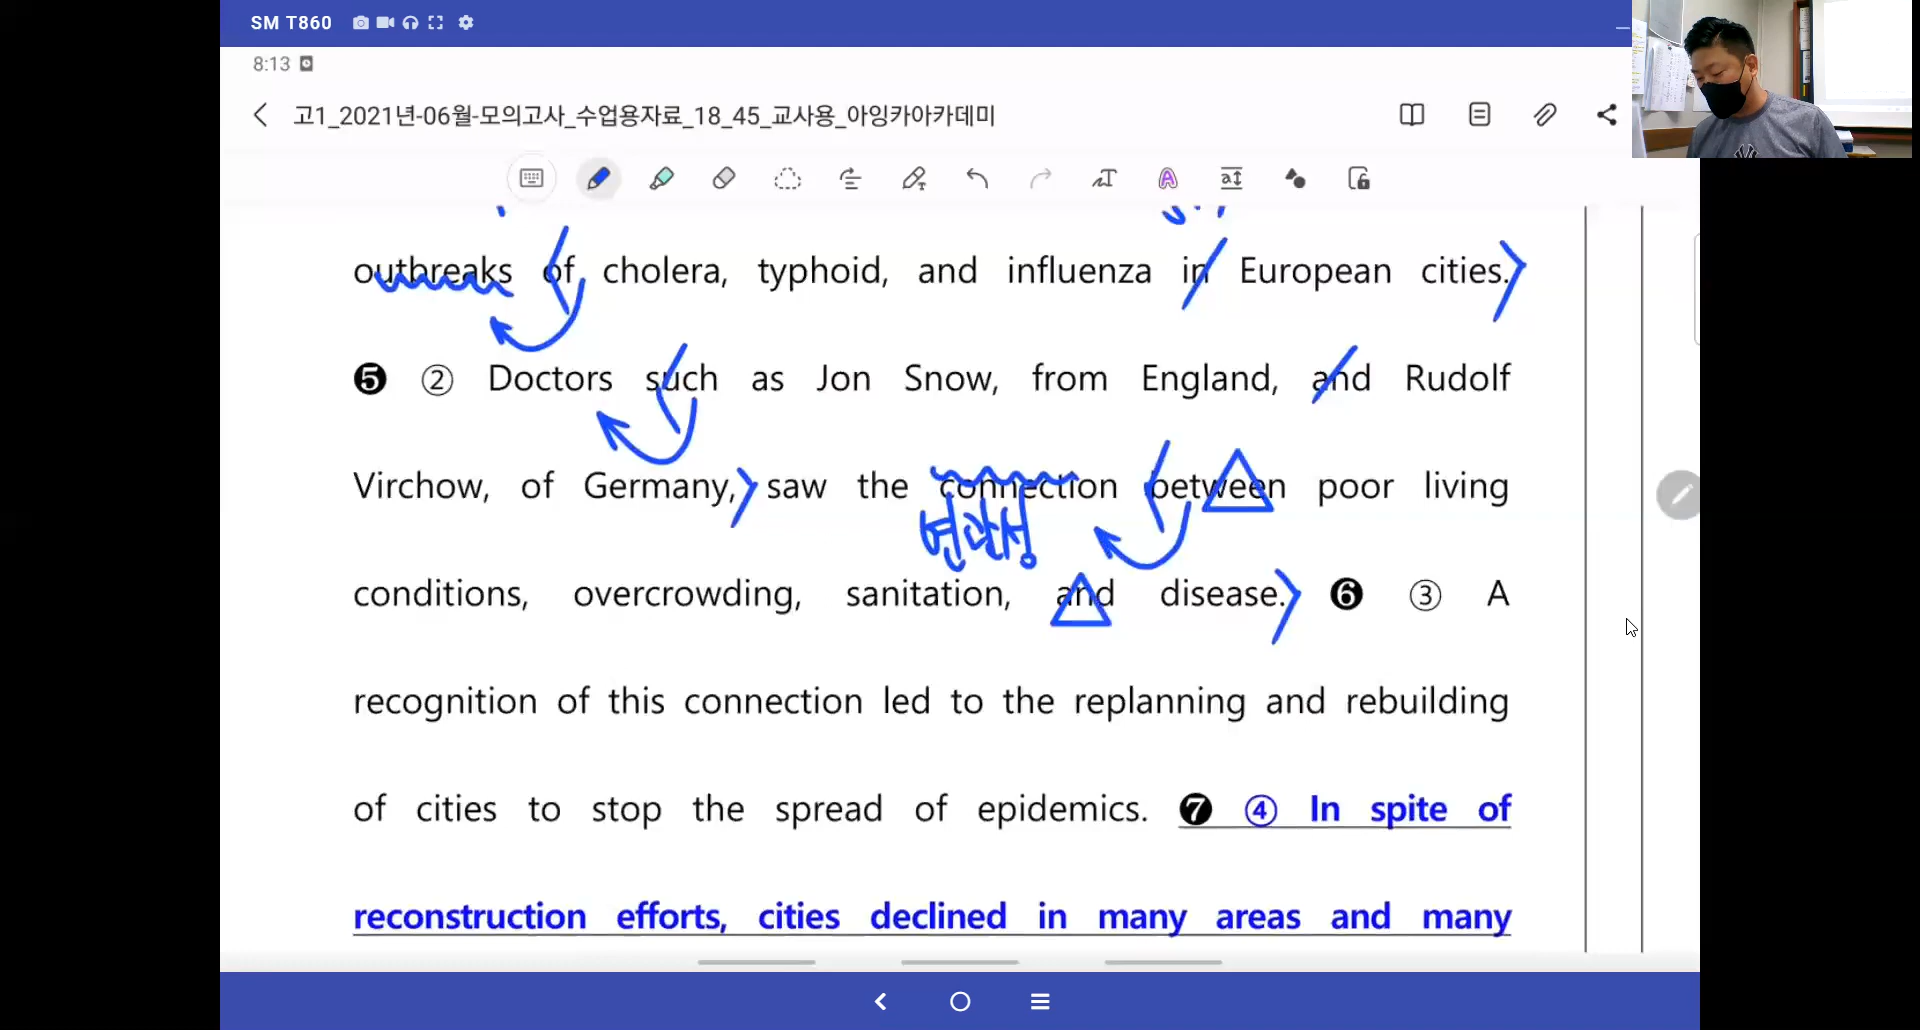 SM T860
8:13
고1_2021년-06월-모의고사_수업용자료_18_45_교사용_아잉카아카데미
outbreaks of cholera, typhoid, and influenza in European cities.
❺ ② Doctors such as Jon Snow, from England, and Rudolf
Virchow, of Germany, saw the connection between poor living
연관성
conditions, overcrowding, sanitation, and disease. ❻ ③ A
recognition of this connection led to the replanning and rebuilding
of cities to stop the spread of epidemics. ❼ ④ In spite of
reconstruction efforts, cities declined in many areas and many